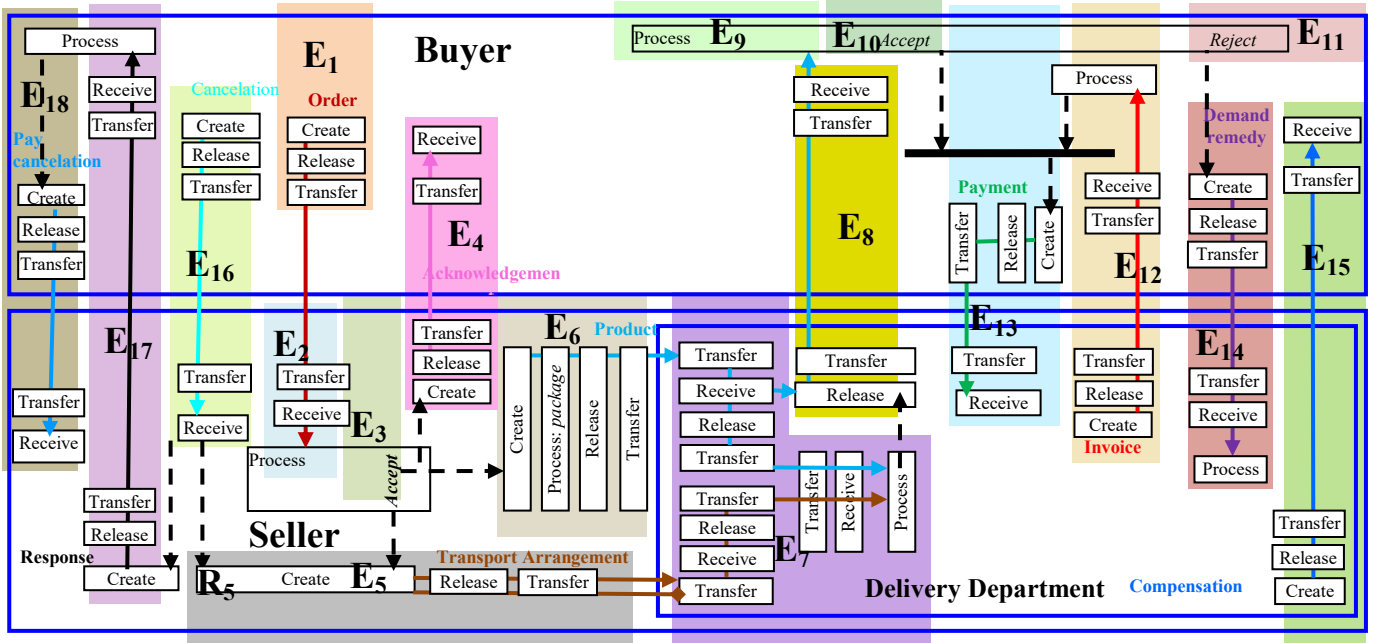 Process
E9
Process
E10
Accept
Reject
E11
Buyer
E1
Process
E18
Receive
Cancelation
Order
Receive
Transfer
Create
Create
Transfer
Demand
remedy
Receive
Pay
cancelation
Release
Release
Receive
Transfer
Create
Transfer
Transfer
Transfer
Payment
Receive
Create
Transfer
Release
E4
E8
Transfer
Release
Create
Transfer
Release
Transfer
Transfer
E16
Acknowledgemen
E12
E15
E13
E17
E2
E6
Product
Transfer
Release
Create
Transfer
Receive
Transfer
Transfer
Create
Process: package
Release
Transfer
Transfer
Receive
Release
Transfer
Transfer
Release
Transfer
Receive
Transfer
Release
Create
Invoice
E14
Transfer
Receive
Process
Transfer
Receive
Receive
Receive
E3
Process
Accept
Transfer
Release
Response
Create
Seller
R5
Create
E5
Transport Arrangement
Release
Transfer
Transfer
Release
Receive
Transfer
E7
Transfer
Receive
Process
Delivery Department
Compensation
Transfer
Release
Create